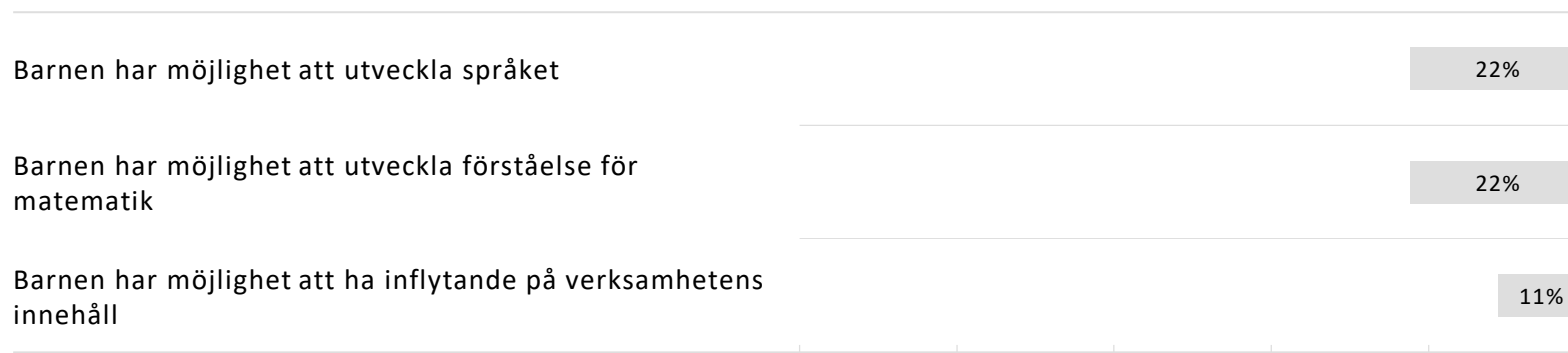 Barnen har möjlighet att utveckla språket
22%
Barnen har möjlighet att utveckla förståelse för
matematik
22%
Barnen har möjlighet att ha inflytande på verksamhetens
innehåll
11%